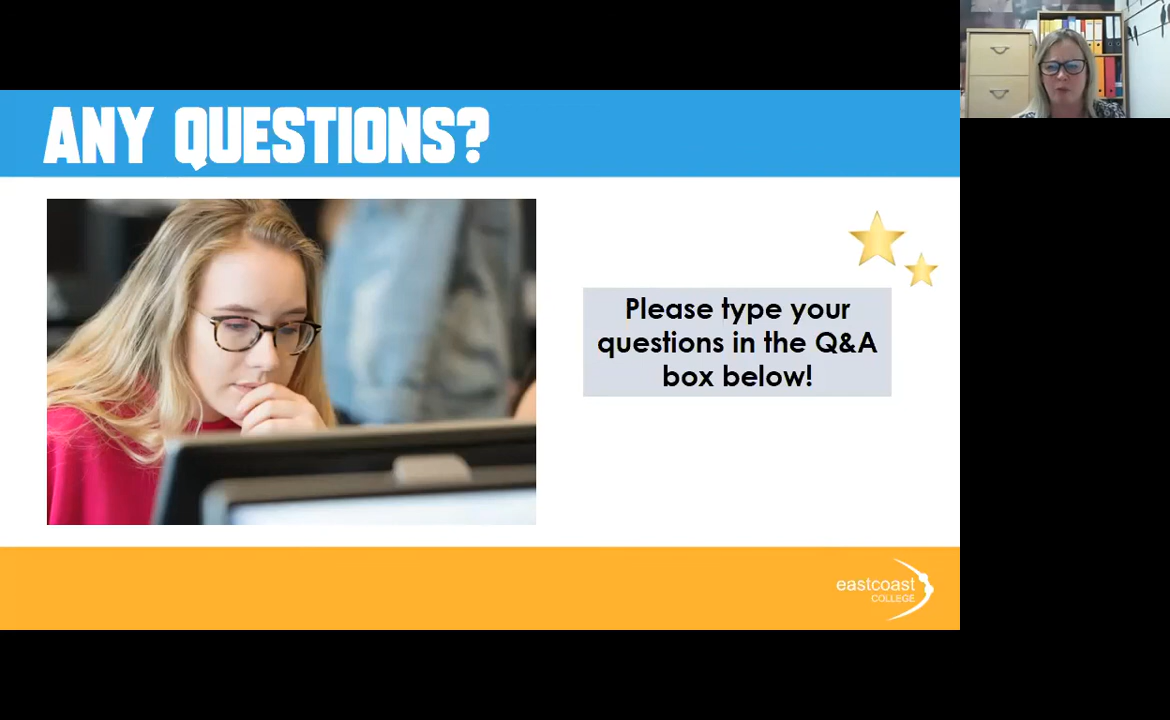 ANY QUESTIONS?
Please type your
questions in the Q&A
box below!
eastcoast
COLLEGE